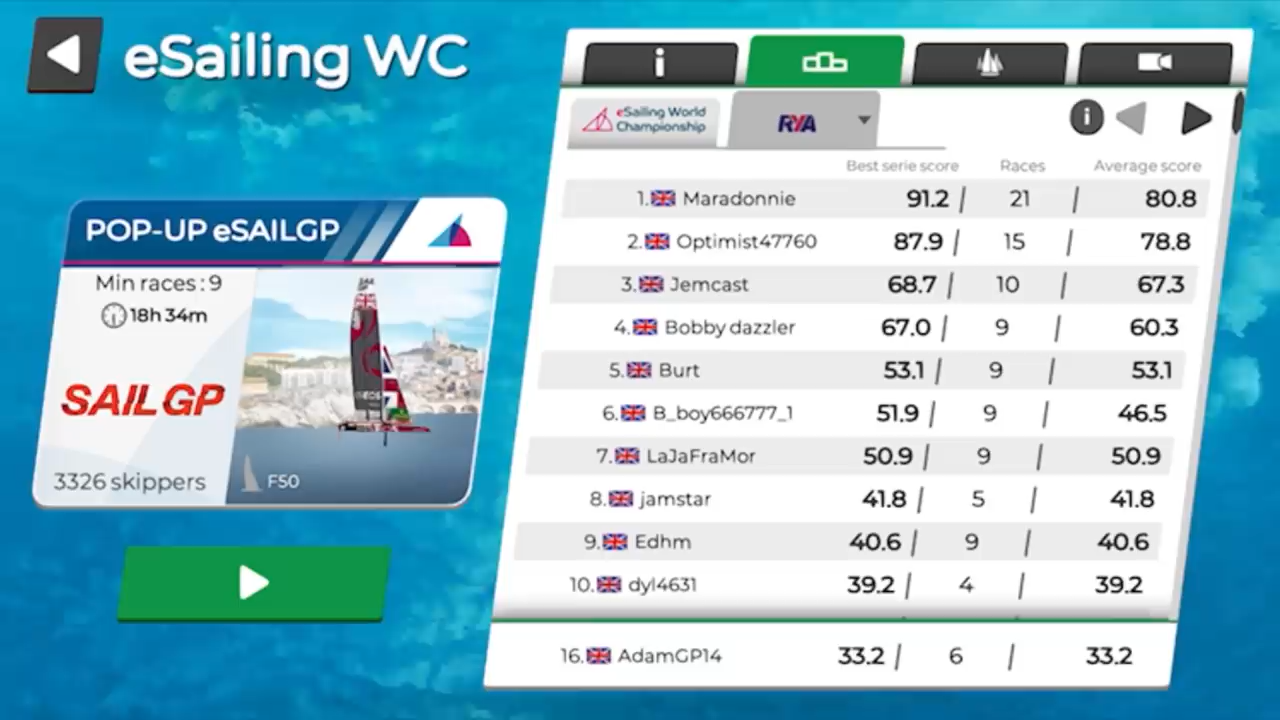 eSailing WC
POP-UP eSAILGP
Min races : 9
18h 34m
SAIL GP
3326 skippers
F50
i
eSailing World
Championship
RYA
i
Best serie score Races Average score
1. Maradonnie 91.2 / 21 / 80.8
2. Optimist47760 87.9 / 15 / 78.8
3. Jemcast 68.7 / 10 / 67.3
4. Bobby dazzler 67.0 / 9 / 60.3
5. Burt 53.1 / 9 / 53.1
6. B_boy666777_1 51.9 / 9 / 46.5
7. LaJaFraMor 50.9 / 9 / 50.9
8. jamstar 41.8 / 5 / 41.8
9. Edhm 40.6 / 9 / 40.6
10. dyl4631 39.2 / 4 / 39.2
16. AdamGP14 33.2 / 6 / 33.2